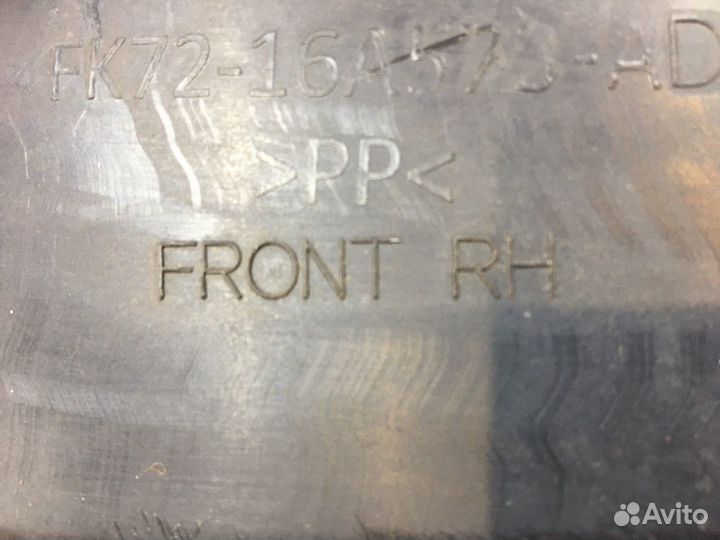 FK72-16A573-AD
>PP<
FRONT RH
Avito